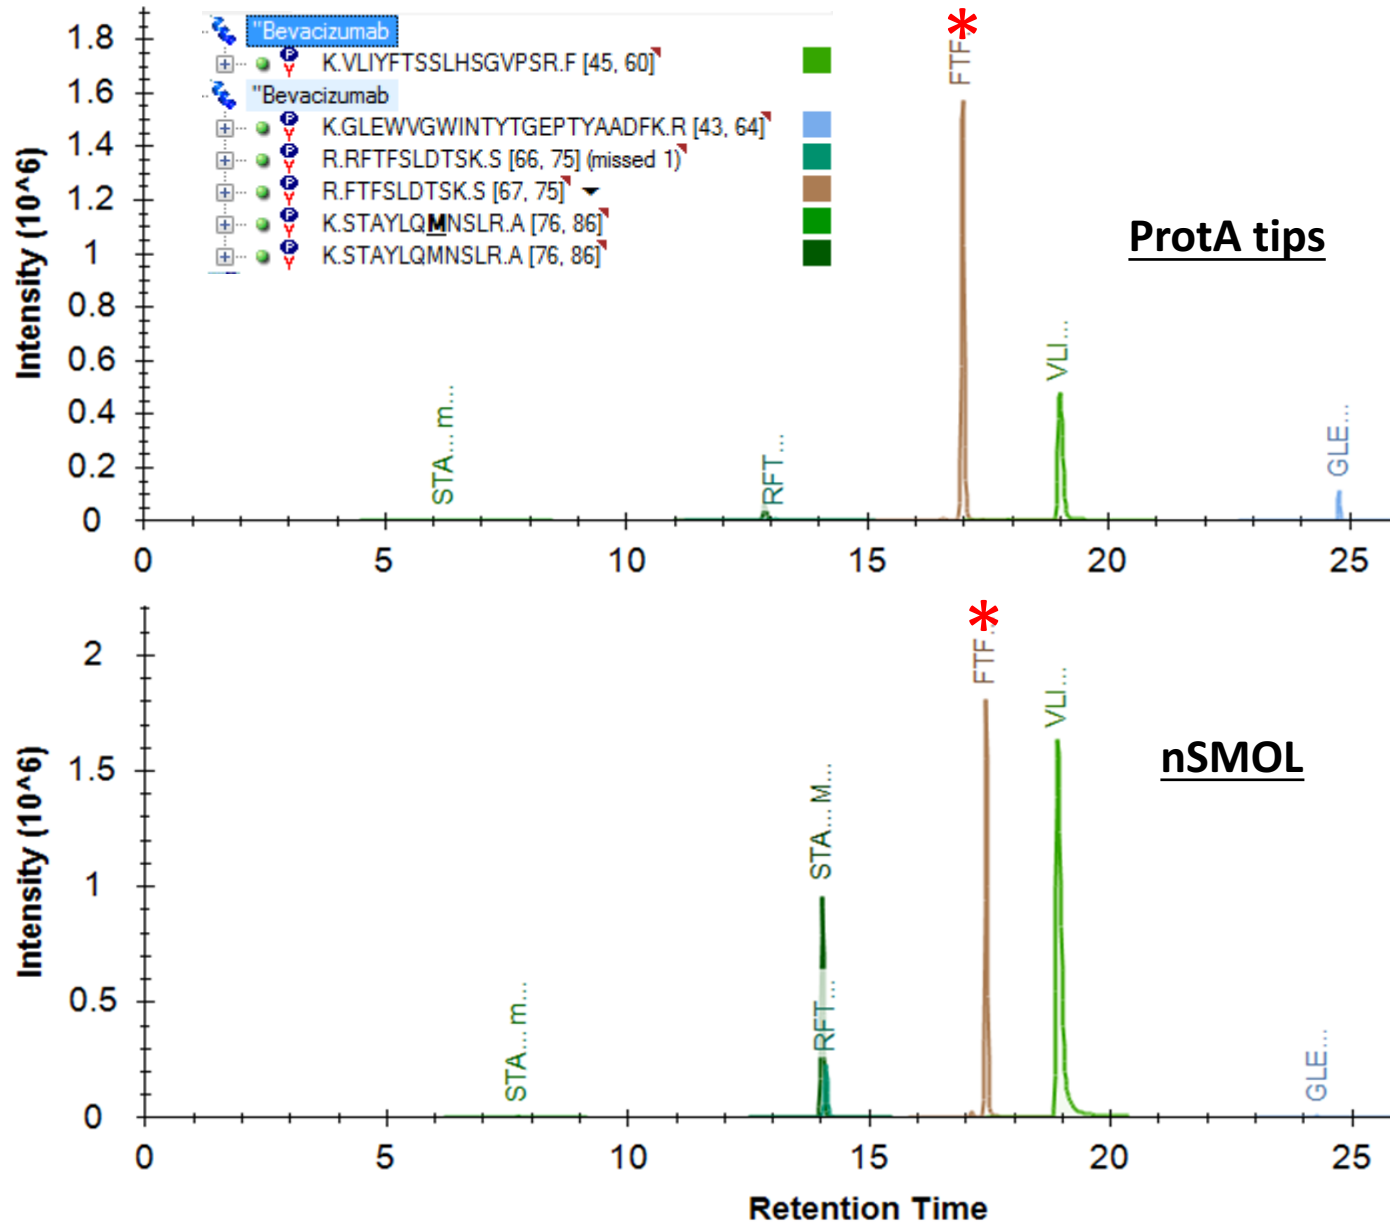 "Bevacizumab
K.VLIYFTSSLHSGVPSR.F [45, 60]
"Bevacizumab
K.GLEWVGWINTYTGEPTYAADFK.R [43, 64]
R.RFTFSLDTSK.S [66, 75] (missed 1)
R.FTFSLDTSK.S [67, 75]
K.STAYLQMNSLR.A [76, 86]
K.STAYLQMNSLR.A [76, 86]
P
P
P
P
P
P
*
FTF.
ProtA tips
VLI...
STA... m...
RFT...
GLE...
Intensity (10^6)
1.8
1.6
1.4
1.2
1
0.8
0.6
0.4
0.2
0
0 5 10 15 20 25
*
FTF.
VLI...
nSMOL
STA... M...
RFT...
STA... m...
GLE...
Intensity (10^6)
2
1.5
1
0.5
0
0 5 10 15 20 25
Retention Time